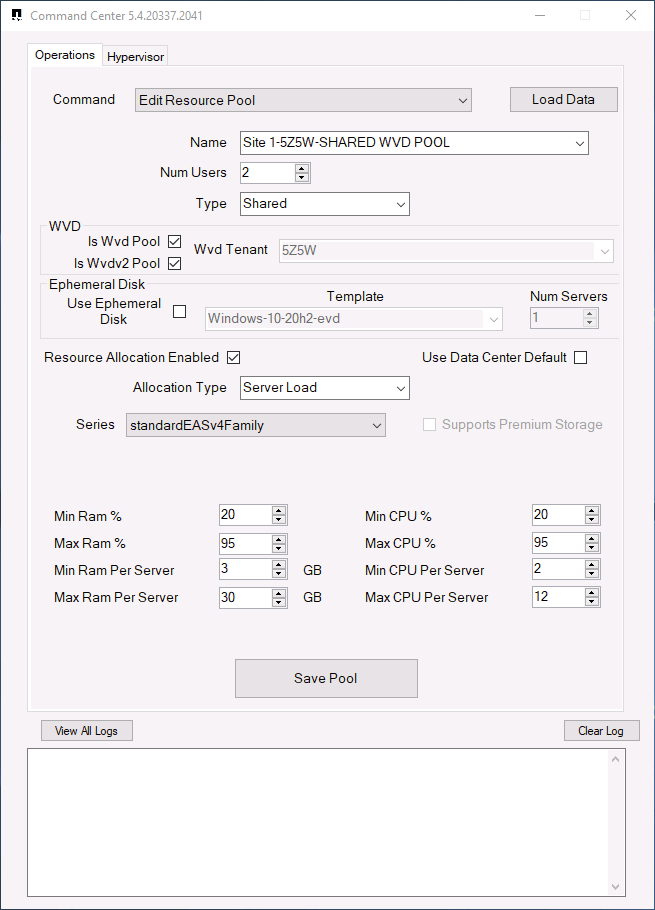 Command Center 5.4.20337.2041
Operations Hypervisor
Command Edit Resource Pool Load Data
Name Site 1-5Z5W-SHARED WVD POOL
Num Users 2
Type Shared
WVD
Is Wvd Pool Wvd Tenant 5Z5W
Is Wvdv2 Pool
Ephemeral Disk
Use Ephemeral Disk Template Num Servers
Windows-10-20h2-evd 1
Resource Allocation Enabled Use Data Center Default
Allocation Type Server Load
Series standardEASv4Family Supports Premium Storage
Min Ram % 20 Min CPU % 20
Max Ram % 95 Max CPU % 95
Min Ram Per Server 3 GB Min CPU Per Server 2
Max Ram Per Server 30 GB Max CPU Per Server 12
Save Pool
View All Logs Clear Log